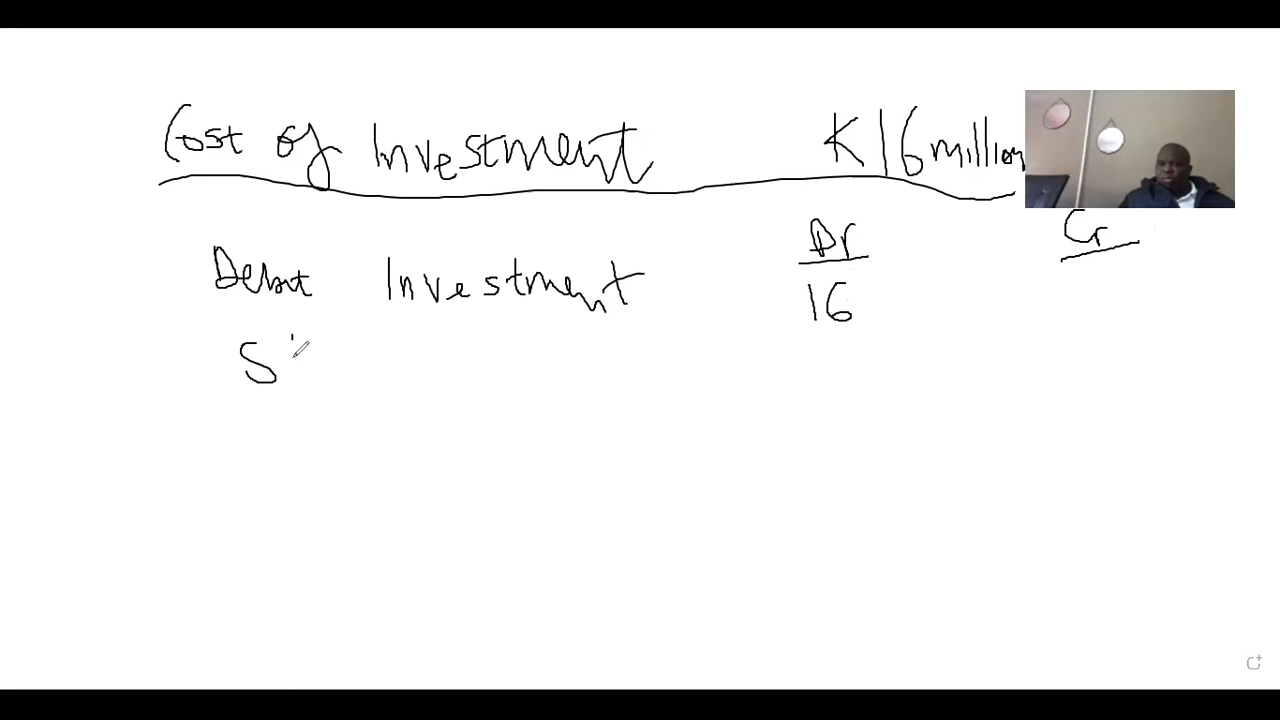 Cost of Investment K16million
Dr Cr
Debit Investment 16
S